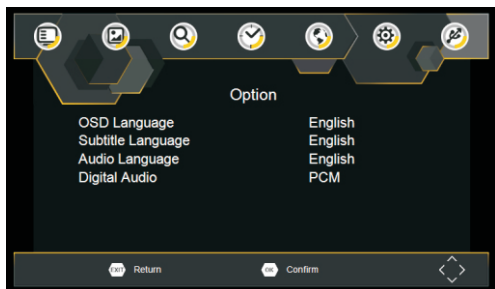 Option
OSD Language English
Subtitle Language English
Audio Language English
Digital Audio PCM
EXIT Return OK Confirm